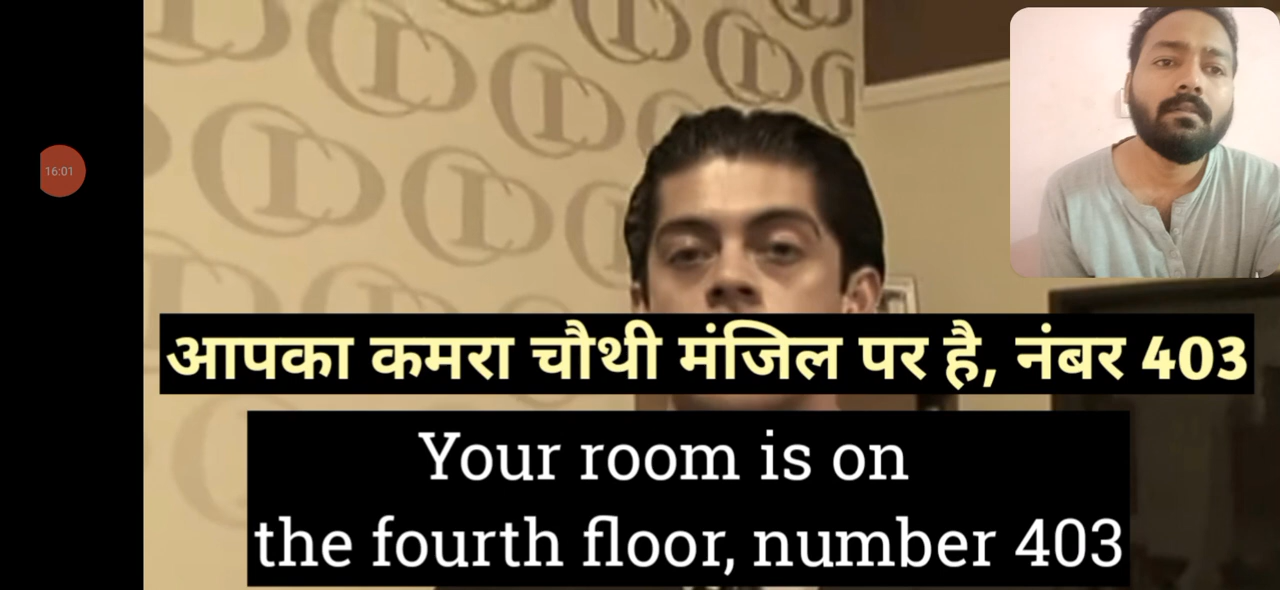 16:01
आपका कमरा चौथी मंजिल पर है, नंबर 403
Your room is on
the fourth floor, number 403